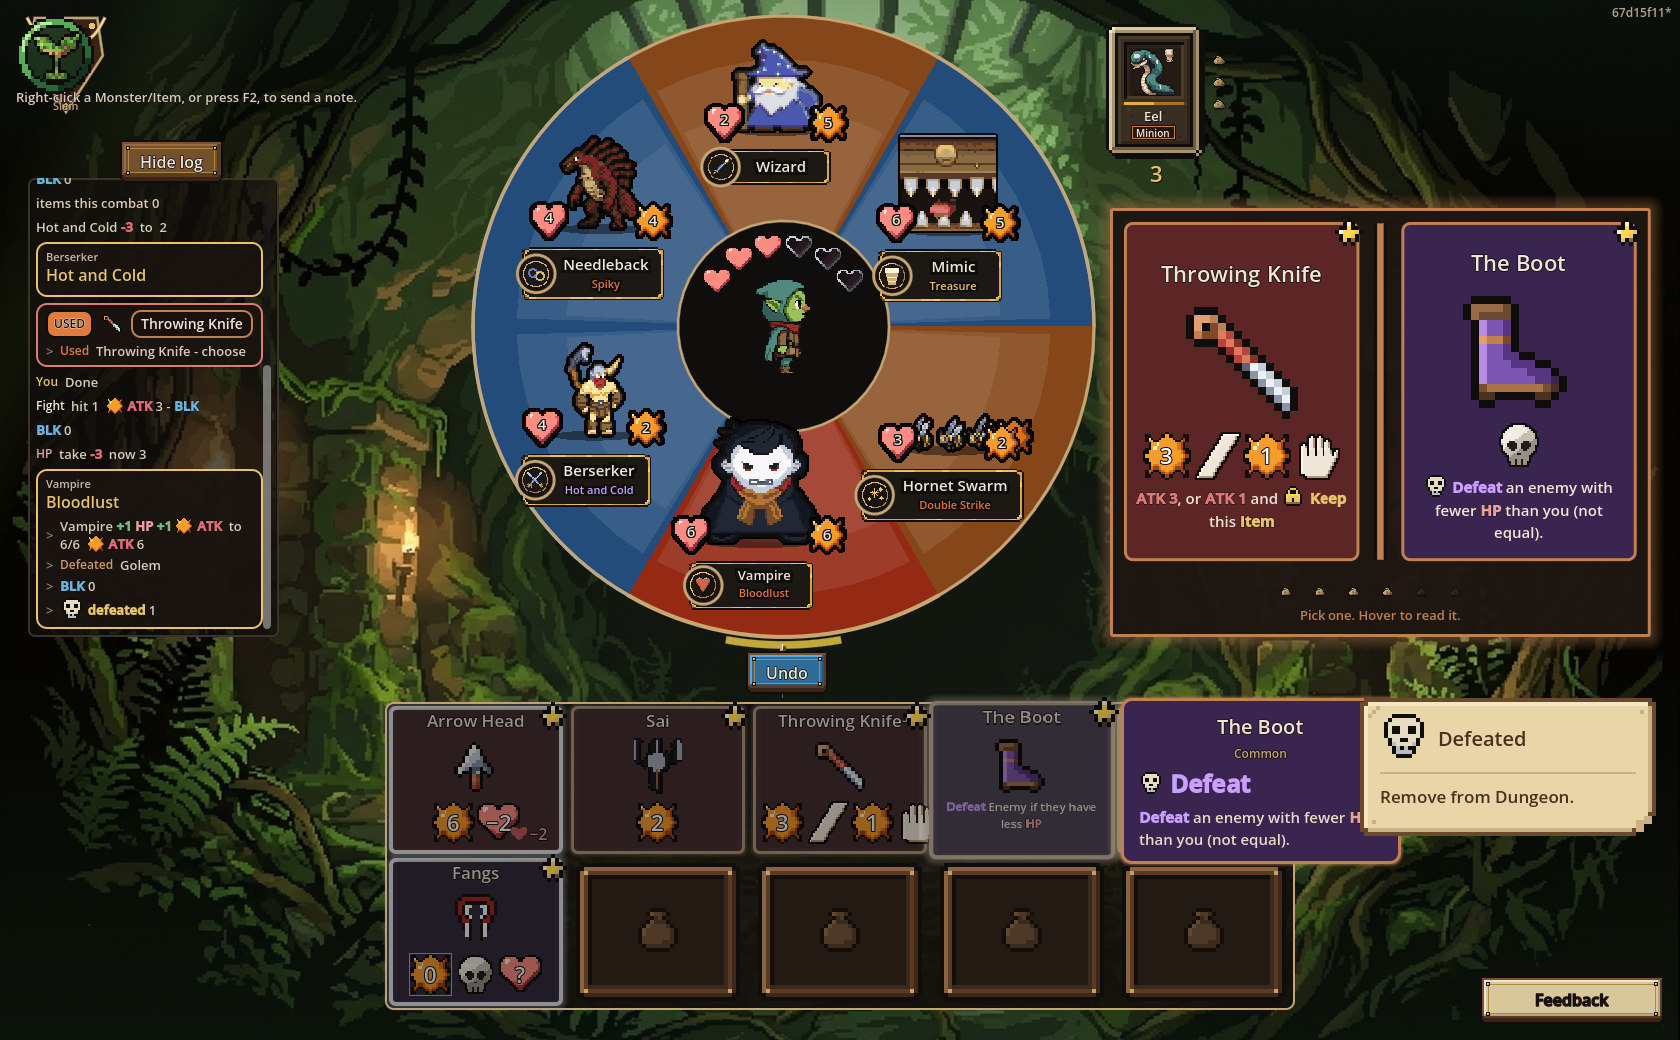 67d15f11*
Right-click a Monster/Item, or press F2, to send a note.
Slam
Hide log
BLK 0
items this combat 0
Hot and Cold -3 to 2
Berserker
Hot and Cold
USED Throwing Knife
> Used Throwing Knife - choose
You Done
Fight hit 1 ATK 3 - BLK
BLK 0
HP take -3 now 3
Vampire
Bloodlust
> Vampire +1 HP +1 ATK to
6/6 ATK 6
> Defeated Golem
> BLK 0
> defeated 1
2
5
Wizard
4
4
Needleback
Spiky
6
5
Mimic
Treasure
4
2
Berserker
Hot and Cold
3
2
Hornet Swarm
Double Strike
6
6
Vampire
Bloodlust
Undo
Eel
Minion
3
Throwing Knife
3
1
ATK 3, or ATK 1 and Keep
this Item
The Boot
Defeat an enemy with
fewer HP than you (not
equal).
Pick one. Hover to read it.
Arrow Head
6
-2
-2
Sai
2
Throwing Knife
3
1
The Boot
Defeat Enemy if they have
less HP
The Boot
Common
Defeat
Defeat an enemy with fewer H
than you (not equal).
Defeated
Remove from Dungeon.
Fangs
0
?
Feedback